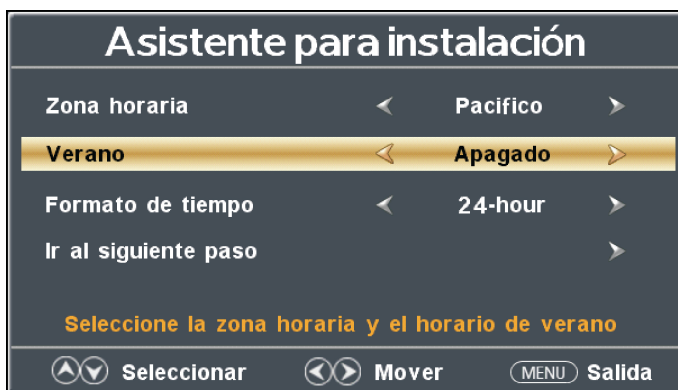 Asistente para instalación
Zona horaria Pacifico
Verano Apagado
Formato de tiempo 24-hour
Ir al siguiente paso
Seleccione la zona horaria y el horario de verano
Seleccionar Mover MENU Salida